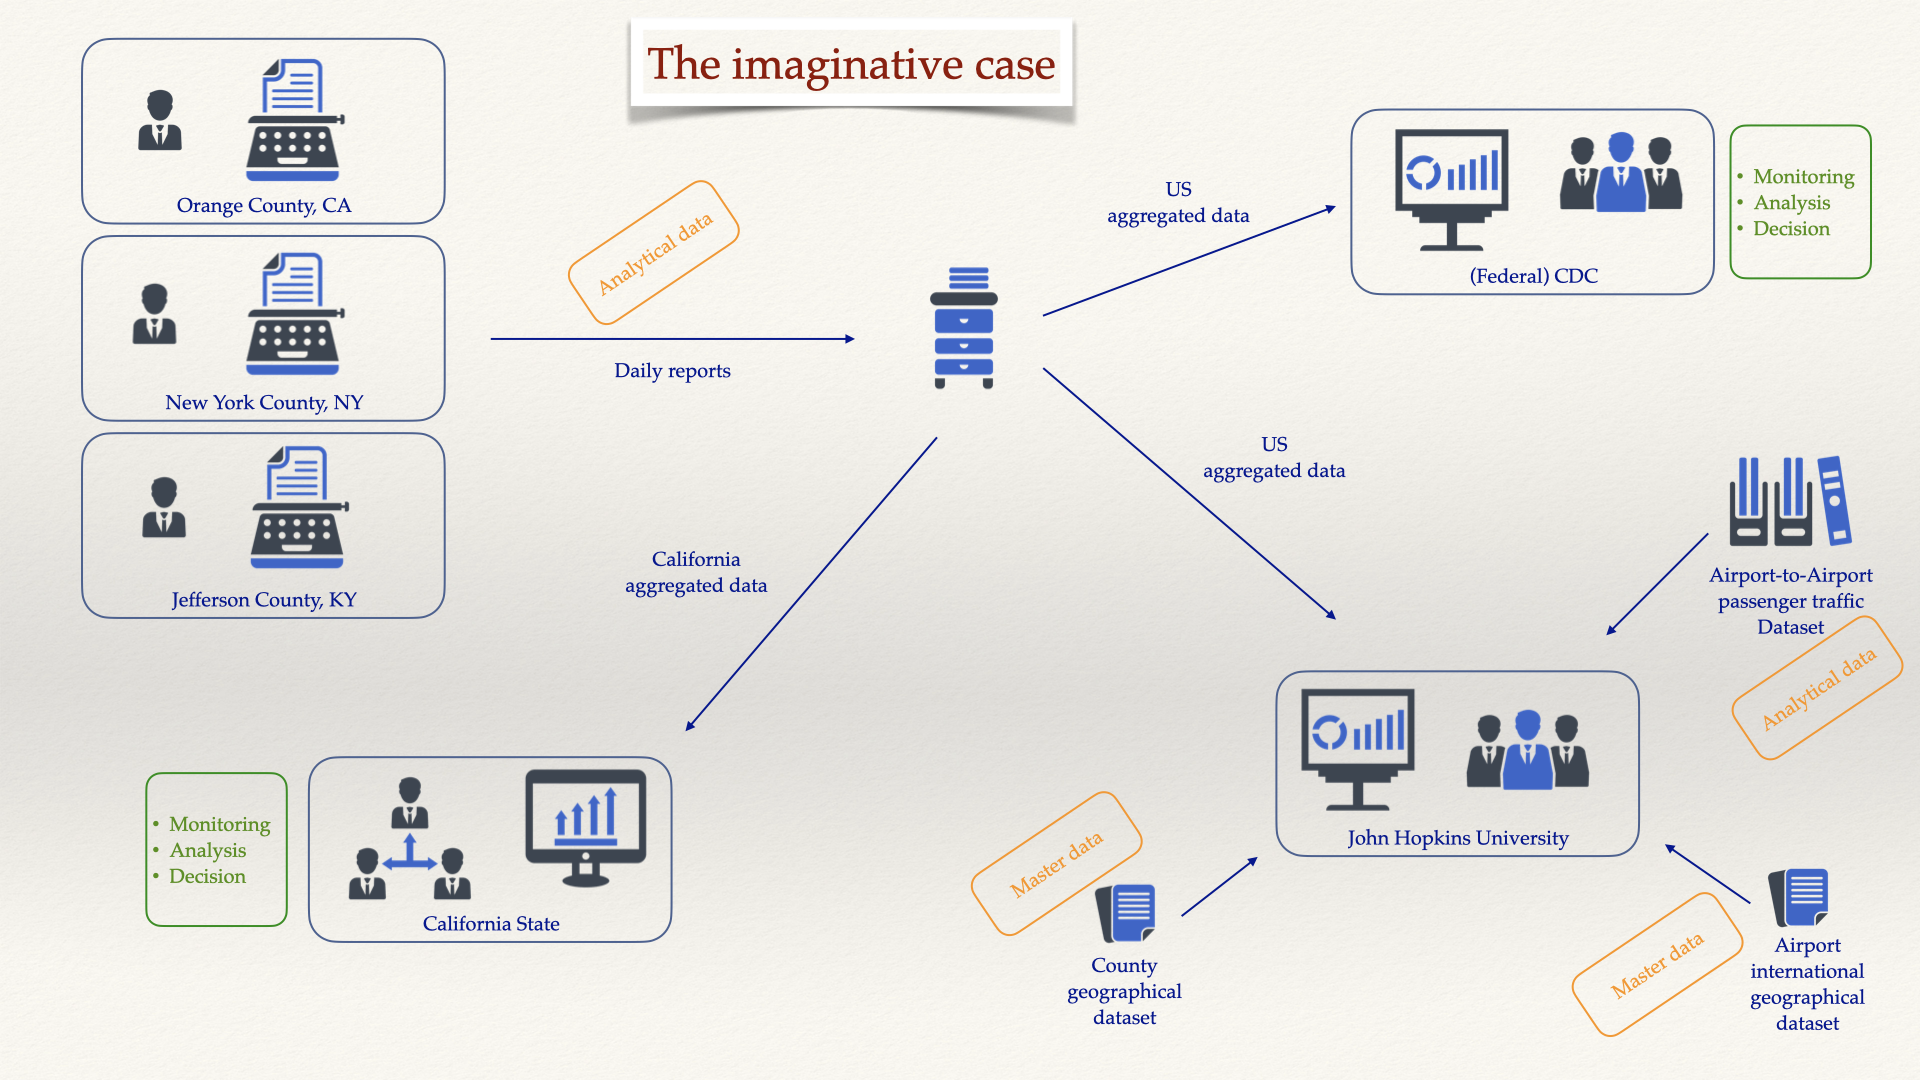 The imaginative case
Orange County, CA
New York County, NY
Jefferson County, KY
Analytical data
Daily reports
US
aggregated data
(Federal) CDC
• Monitoring
• Analysis
• Decision
US
aggregated data
California
aggregated data
Airport-to-Airport
passenger traffic
Dataset
Analytical data
John Hopkins University
• Monitoring
• Analysis
• Decision
California State
Master data
County
geographical
dataset
Master data
Airport
international
geographical
dataset